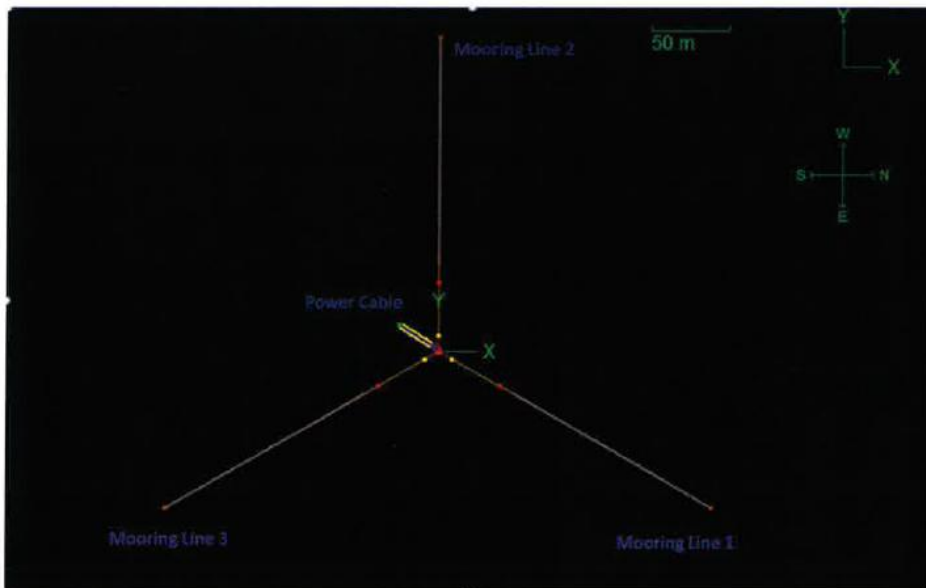 Mooring Line 2
50 m
Y
X
W
S
N
E
Power Cable
Y
X
Mooring Line 3
Mooring Line 1